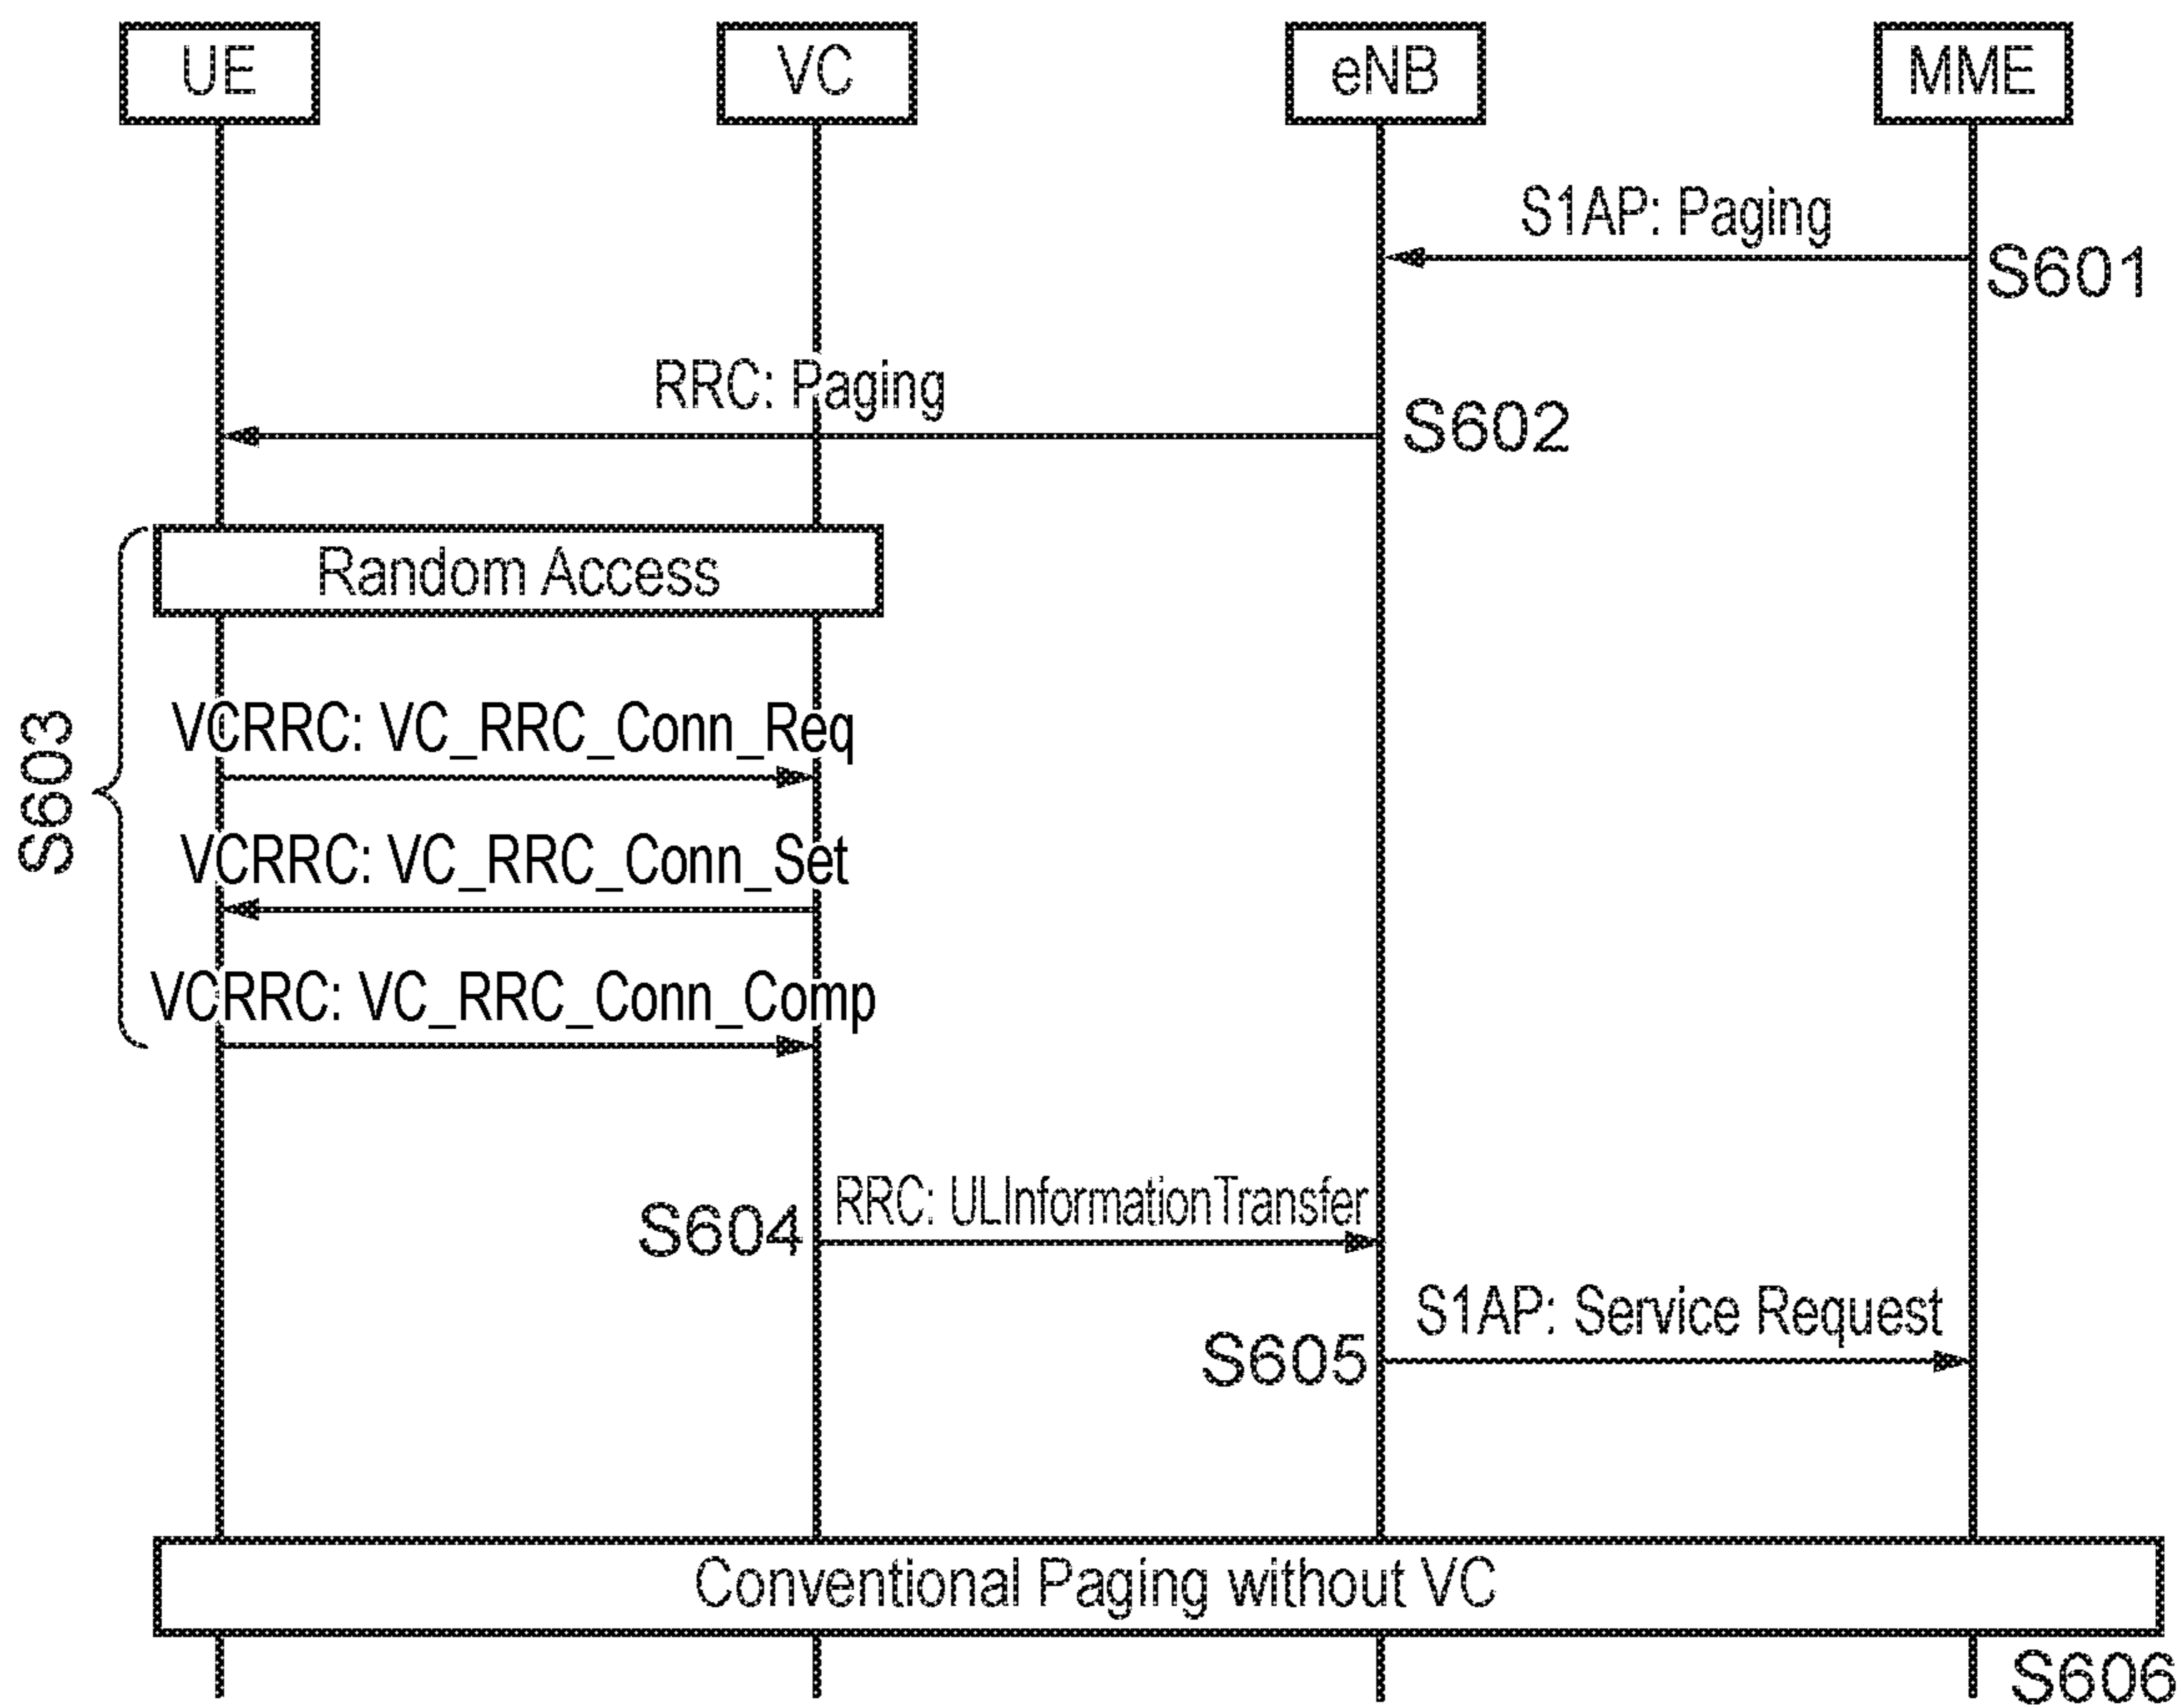 UE
VC
eNB
MME
S1AP: Paging
S601
RRC: Paging
S602
Random Access
S603
VCRRC: VC_RRC_Conn_Req
VCRRC: VC_RRC_Conn_Set
VCRRC: VC_RRC_Conn_Comp
S604
RRC: ULInformationTransfer
S605
S1AP: Service Request
Conventional Paging without VC
S606